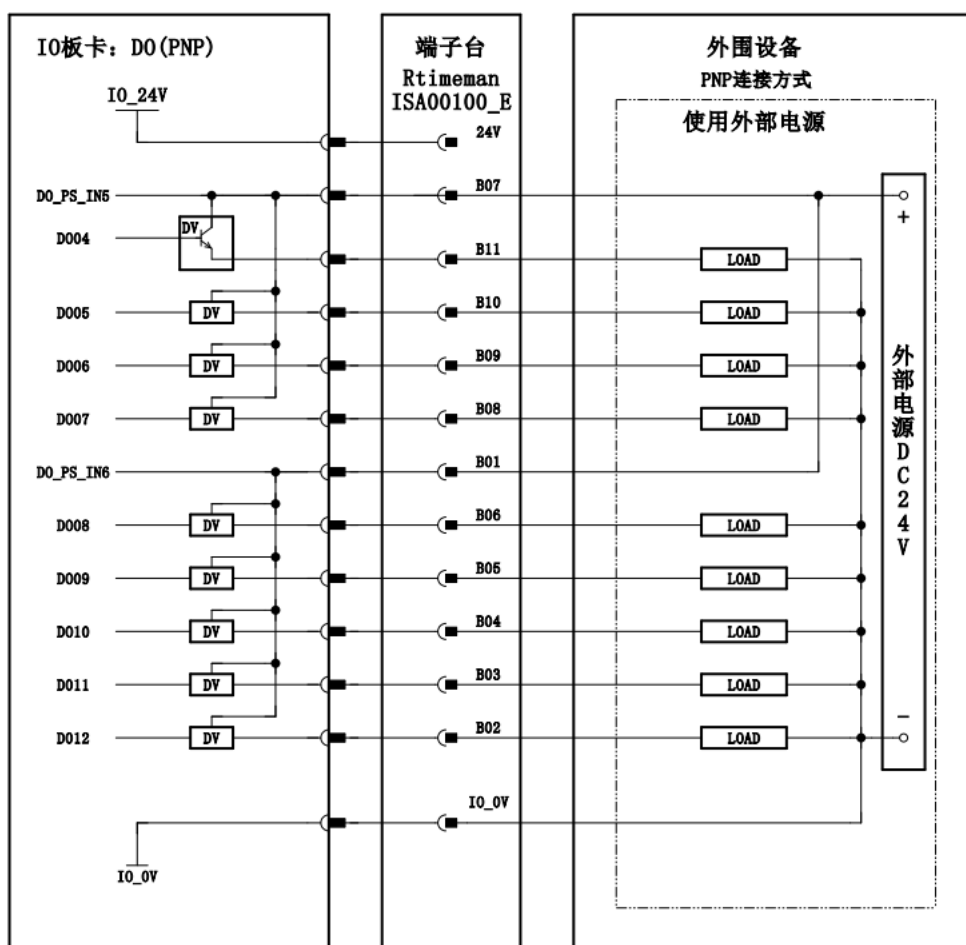 IO板卡：DO(PNP)
端子台
Rtimeman
ISA00100_E
外围设备
PNP连接方式
使用外部电源
IO_24V
24V
DO_PS_IN5
B07
+
DO04
DV
B11
LOAD
DO05
DV
B10
LOAD
DO06
DV
B09
LOAD
DO07
DV
B08
LOAD
外部电源DC24V
DO_PS_IN6
B01
DO08
DV
B06
LOAD
DO09
DV
B05
LOAD
DO10
DV
B04
LOAD
DO11
DV
B03
LOAD
DO12
DV
B02
LOAD
−
IO_0V
IO_0V